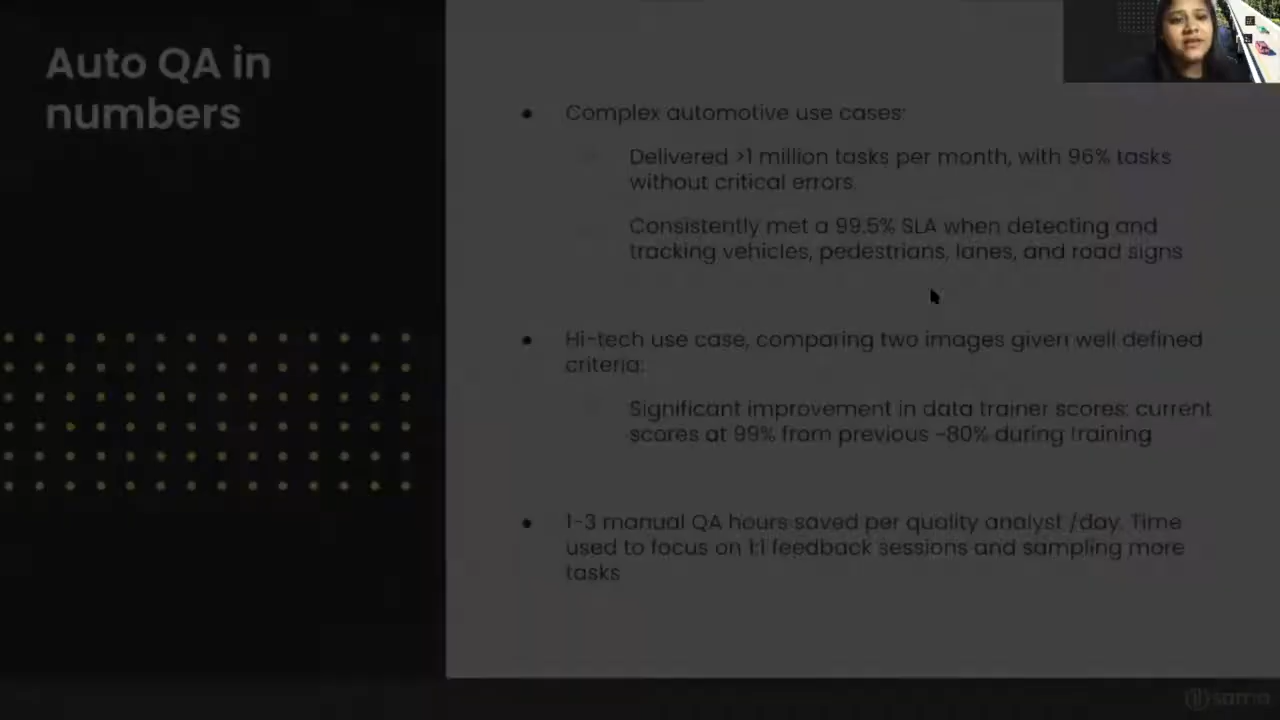 Auto QA in
numbers
• Complex automotive use cases:
Delivered >1 million tasks per month, with 96% tasks
without critical errors
Consistently met a 99.5% SLA when detecting and
tracking vehicles, pedestrians, lanes, and road signs
• Hi-tech use case, comparing two images given well defined
criteria:
Significant improvement in data trainer scores: current
scores at 99% from previous ~80% during training
• 1-3 manual QA hours saved per quality analyst /day. Time
used to focus on 1:1 feedback sessions and sampling more
tasks
sama